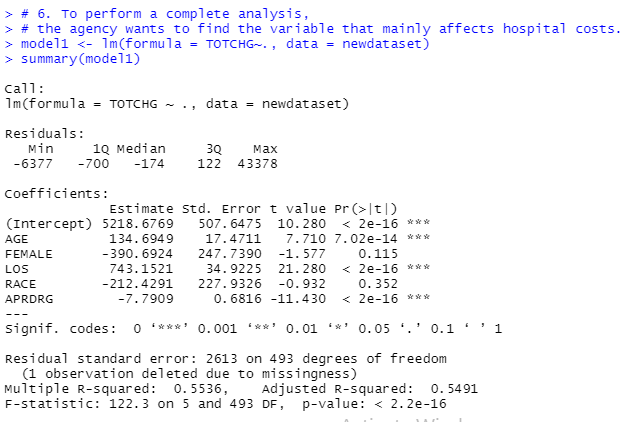 > # 6. To perform a complete analysis,
> # the agency wants to find the variable that mainly affects hospital costs.
> model1 <- lm(formula = TOTCHG~., data = newdataset)
> summary(model1)
Call:
lm(formula = TOTCHG ~ ., data = newdataset)
Residuals:
Min 1Q Median 3Q Max
-6377 -700 -174 122 43378
Coefficients:
Estimate Std. Error t value Pr(>|t|)
(Intercept) 5218.6769 507.6475 10.280 < 2e-16 ***
AGE 134.6949 17.4711 7.710 7.02e-14 ***
FEMALE -390.6924 247.7390 -1.577 0.115
LOS 743.1521 34.9225 21.280 < 2e-16 ***
RACE -212.4291 227.9326 -0.932 0.352
APRDRG -7.7909 0.6816 -11.430 < 2e-16 ***
---
Signif. codes: 0 ‘***’ 0.001 ‘**’ 0.01 ‘*’ 0.05 ‘.’ 0.1 ‘ ’ 1
Residual standard error: 2613 on 493 degrees of freedom
(1 observation deleted due to missingness)
Multiple R-squared: 0.5536, Adjusted R-squared: 0.5491
F-statistic: 122.3 on 5 and 493 DF, p-value: < 2.2e-16